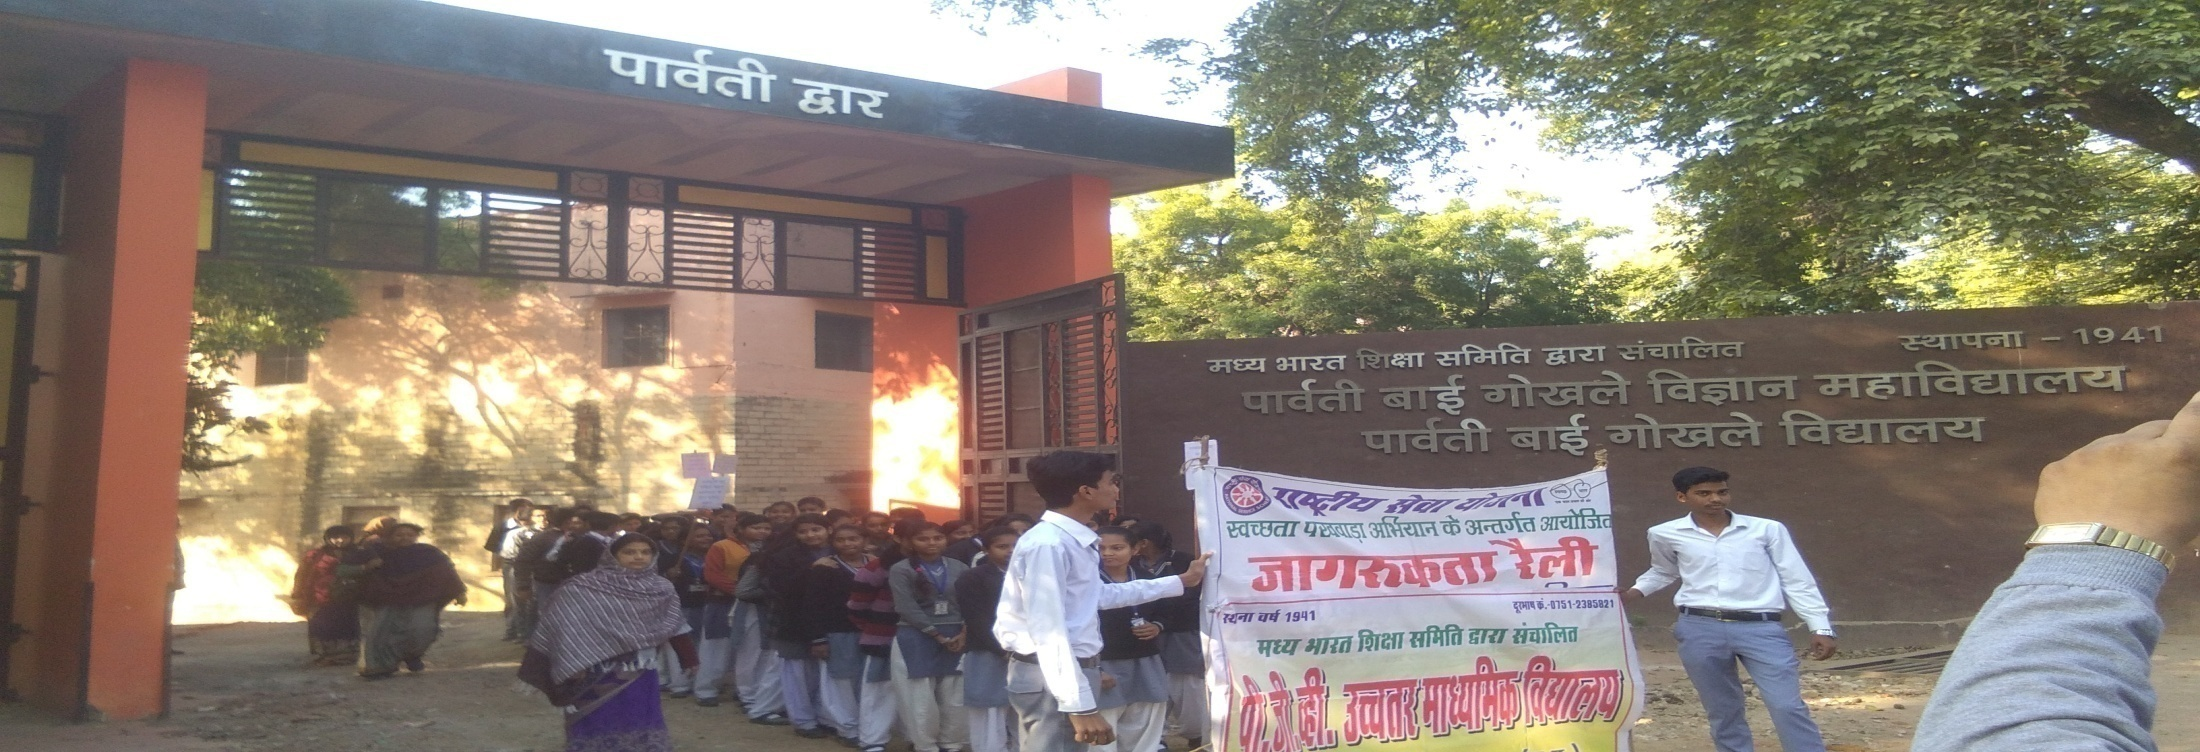 पार्वती द्वार
मध्य भारत शिक्षा समिति द्वारा संचालित
स्थापना - 1941
पार्वती बाई गोखले विज्ञान महाविद्यालय
पार्वती बाई गोखले विद्यालय
राष्ट्रीय सेवा योजना
स्वच्छता पखवाड़ा अभियान के अन्तर्गत आयोजित
जागरूकता रैली
स्थापना वर्ष 1941
दूरभाष क्रं.-0751-2385821
मध्य भारत शिक्षा समिति द्वारा संचालित
पी.जी.व्ही. उच्चतर माध्यमिक विद्यालय